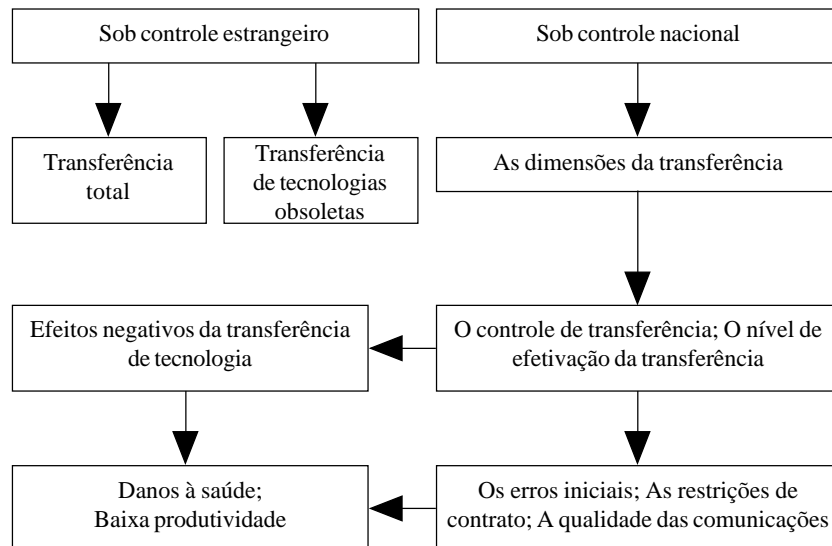 Sob controle estrangeiro
Sob controle nacional
Transferência
total
Transferência
de tecnologias
obsoletas
As dimensões da transferência
Efeitos negativos da transferência
de tecnologia
O controle de transferência; O nível de
efetivação da transferência
Danos à saúde;
Baixa produtividade
Os erros iniciais; As restrições de
contrato; A qualidade das comunicações